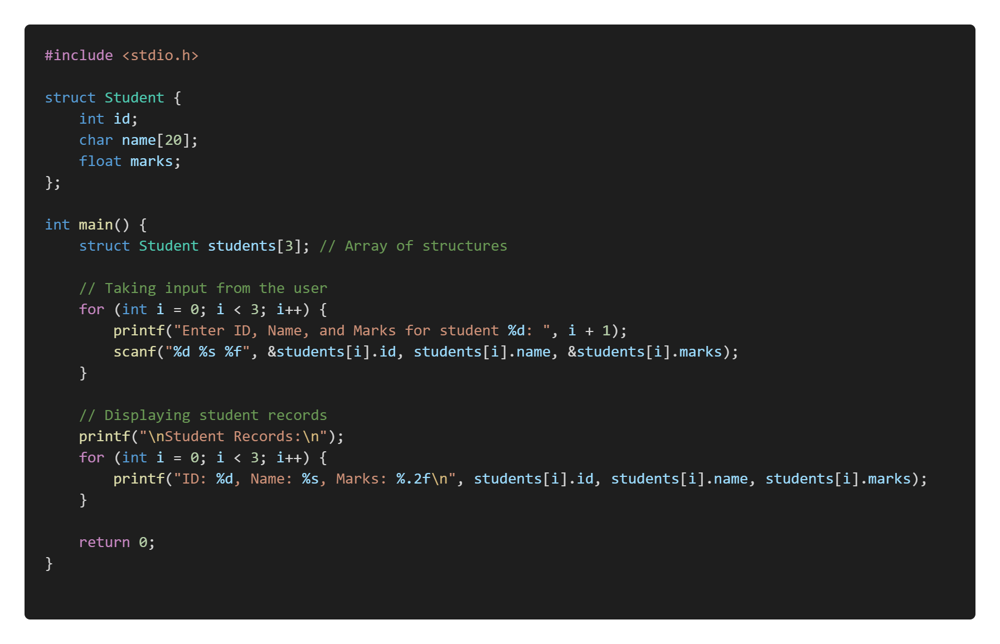 #include <stdio.h>

struct Student {
    int id;
    char name[20];
    float marks;
};

int main() {
    struct Student students[3]; // Array of structures

    // Taking input from the user
    for (int i = 0; i < 3; i++) {
        printf("Enter ID, Name, and Marks for student %d: ", i + 1);
        scanf("%d %s %f", &students[i].id, students[i].name, &students[i].marks);
    }

    // Displaying student records
    printf("\nStudent Records:\n");
    for (int i = 0; i < 3; i++) {
        printf("ID: %d, Name: %s, Marks: %.2f\n", students[i].id, students[i].name, students[i].marks);
    }

    return 0;
}